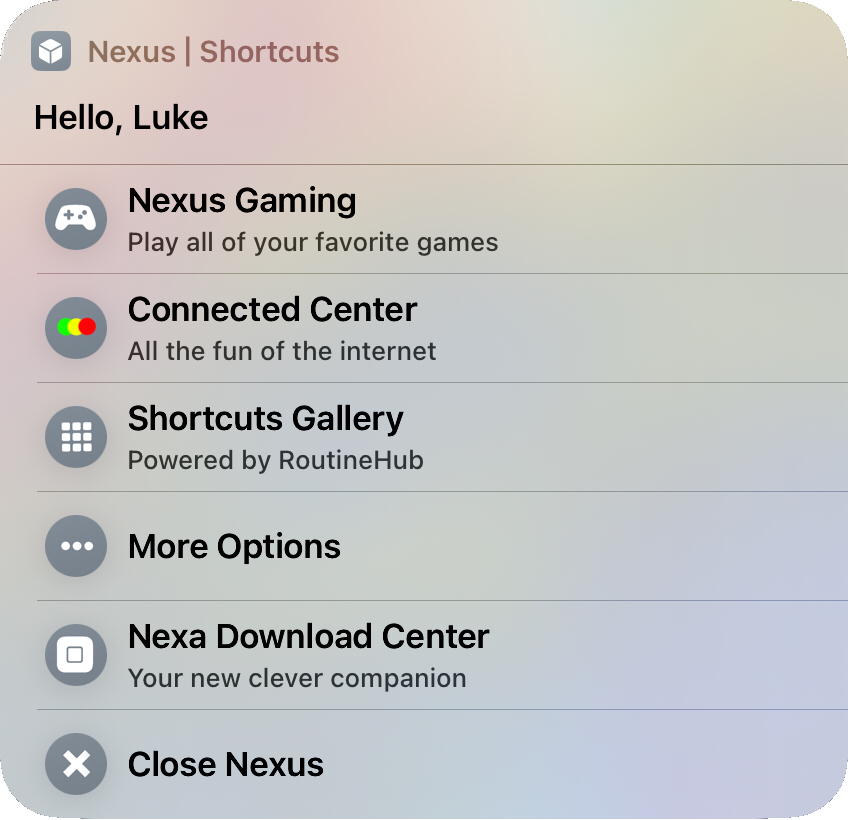 Nexus | Shortcuts
Hello, Luke
Nexus Gaming
Play all of your favorite games
Connected Center
All the fun of the internet
Shortcuts Gallery
Powered by RoutineHub
More Options
Nexa Download Center
Your new clever companion
Close Nexus